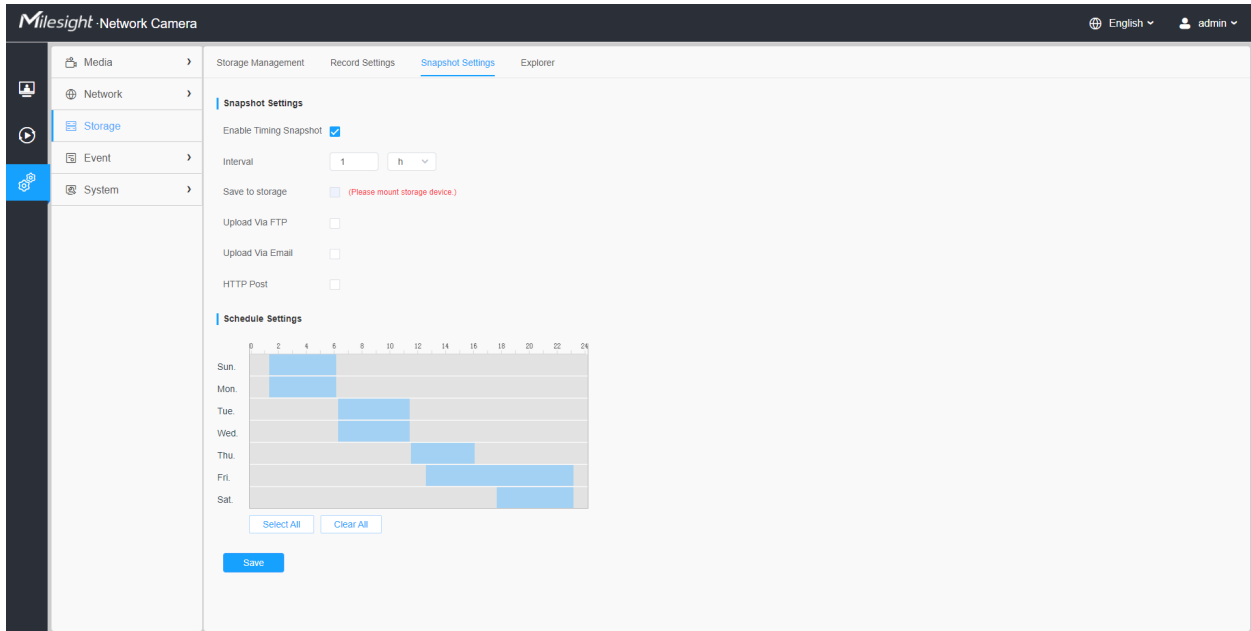 Milesight · Network Camera English admin
Media Storage Management Record Settings Snapshot Settings Explorer
Network
Storage
Event
System
Snapshot Settings
Enable Timing Snapshot
Interval 1 h
Save to storage (Please mount storage device.)
Upload Via FTP
Upload Via Email
HTTP Post
Schedule Settings
0 2 4 6 8 10 12 14 16 18 20 22 24
Sun.
Mon.
Tue.
Wed.
Thu.
Fri.
Sat.
Select All Clear All
Save